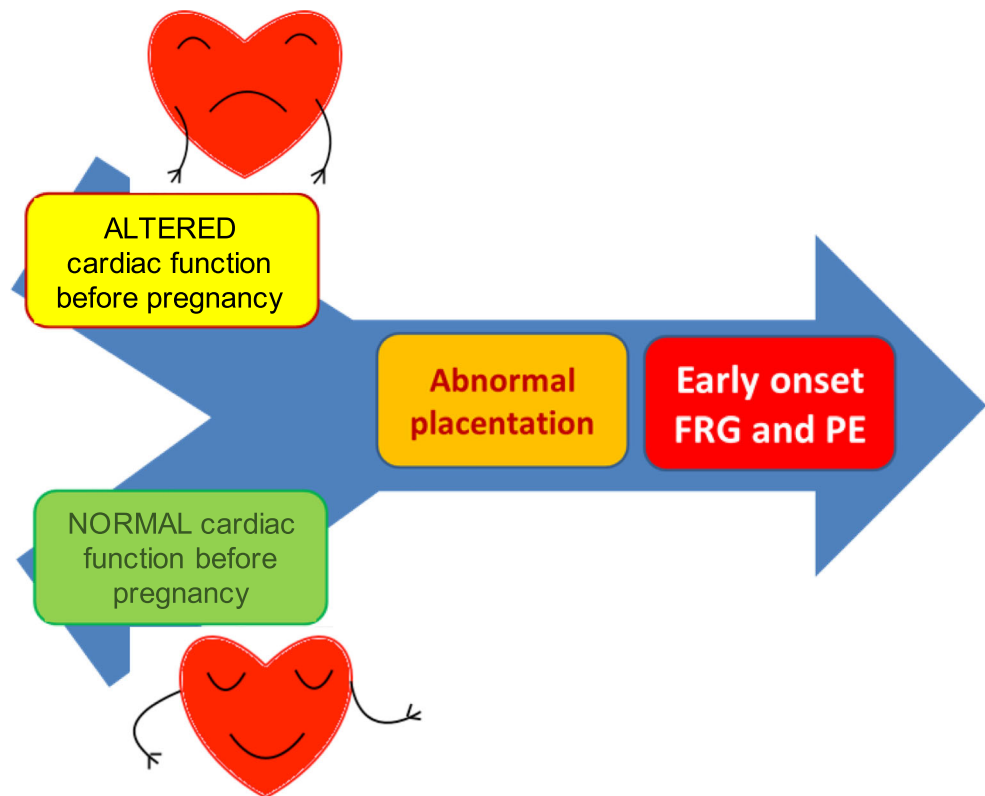 ALTERED
cardiac function
before pregnancy
Abnormal
placentation
Early onset
FRG and PE
NORMAL cardiac
function before
pregnancy